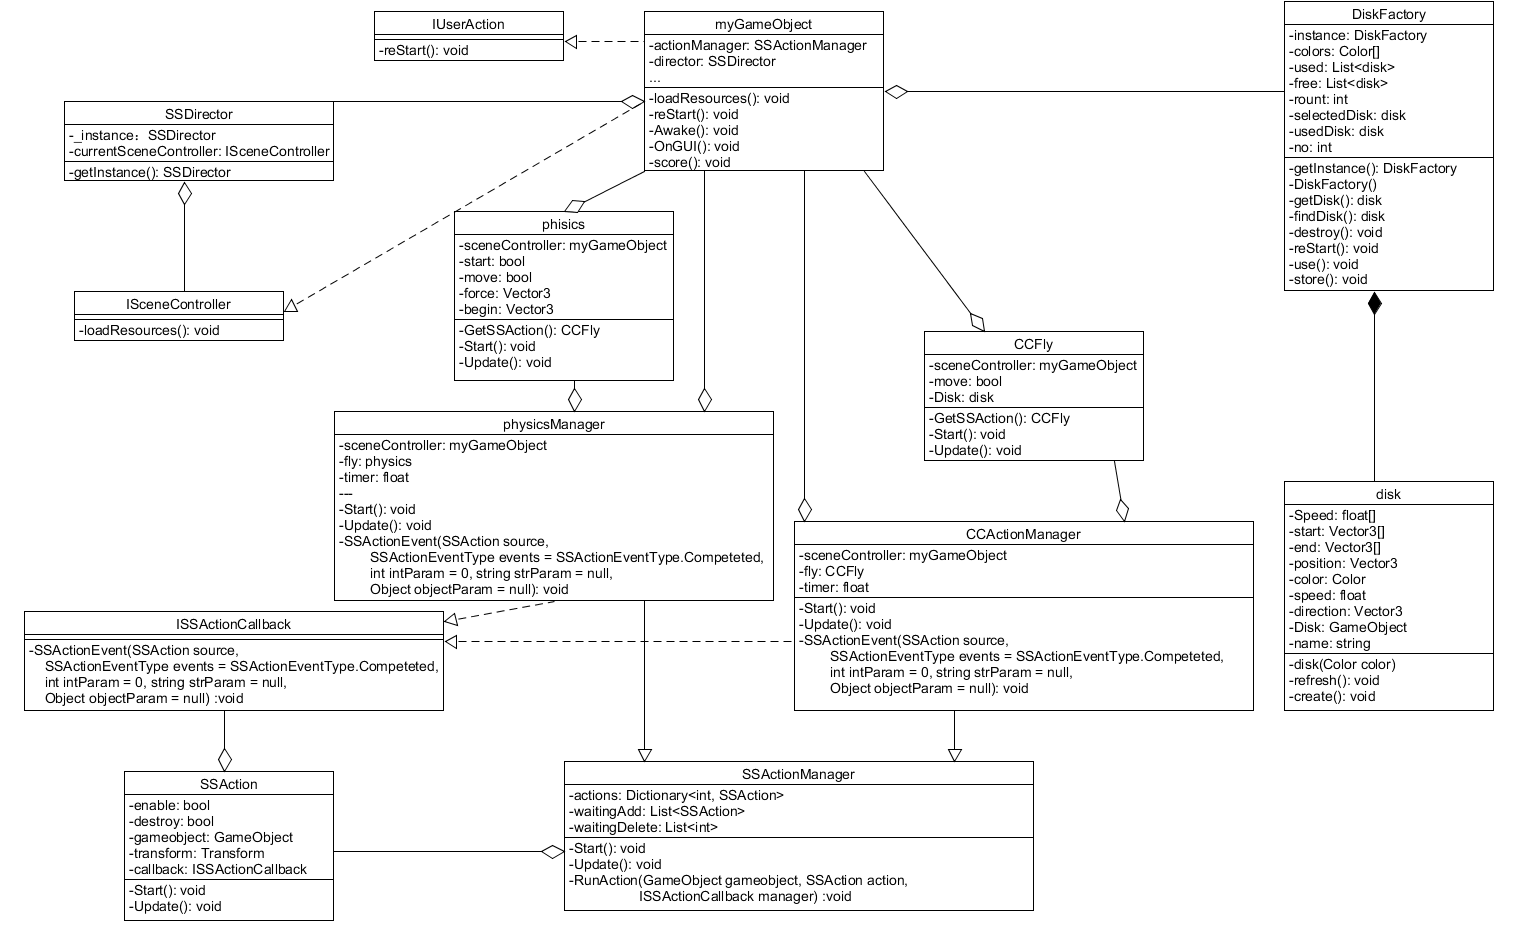 IUserAction
-reStart(): void
myGameObject
-actionManager: SSActionManager
-director: SSDirector
...
-loadResources(): void
-reStart(): void
-Awake(): void
-OnGUI(): void
-score(): void
DiskFactory
-instance: DiskFactory
-colors: Color[]
-used: List<disk>
-free: List<disk>
-rount: int
-selectedDisk: disk
-usedDisk: disk
-no: int
-getInstance(): DiskFactory
-DiskFactory()
-getDisk(): disk
-findDisk(): disk
-destroy(): void
-reStart(): void
-use(): void
-store(): void
SSDirector
-_instance：SSDirector
-currentSceneController: ISceneController
-getInstance(): SSDirector
phisics
-sceneController: myGameObject
-start: bool
-move: bool
-force: Vector3
-begin: Vector3
-GetSSAction(): CCFly
-Start(): void
-Update(): void
ISceneController
-loadResources(): void
CCFly
-sceneController: myGameObject
-move: bool
-Disk: disk
-GetSSAction(): CCFly
-Start(): void
-Update(): void
physicsManager
-sceneController: myGameObject
-fly: physics
-timer: float
---
-Start(): void
-Update(): void
-SSActionEvent(SSAction source,
SSActionEventType events = SSActionEventType.Competeted,
int intParam = 0, string strParam = null,
Object objectParam = null): void
CCActionManager
-sceneController: myGameObject
-fly: CCFly
-timer: float
-Start(): void
-Update(): void
-SSActionEvent(SSAction source,
SSActionEventType events = SSActionEventType.Competeted,
int intParam = 0, string strParam = null,
Object objectParam = null): void
disk
-Speed: float[]
-start: Vector3[]
-end: Vector3[]
-position: Vector3
-color: Color
-speed: float
-direction: Vector3
-Disk: GameObject
-name: string
-disk(Color color)
-refresh(): void
-create(): void
ISSActionCallback
-SSActionEvent(SSAction source,
SSActionEventType events = SSActionEventType.Competeted,
int intParam = 0, string strParam = null,
Object objectParam = null) :void
SSAction
-enable: bool
-destroy: bool
-gameobject: GameObject
-transform: Transform
-callback: ISSActionCallback
-Start(): void
-Update(): void
SSActionManager
-actions: Dictionary<int, SSAction>
-waitingAdd: List<SSAction>
-waitingDelete: List<int>
-Start(): void
-Update(): void
-RunAction(GameObject gameobject, SSAction action,
ISSActionCallback manager) :void